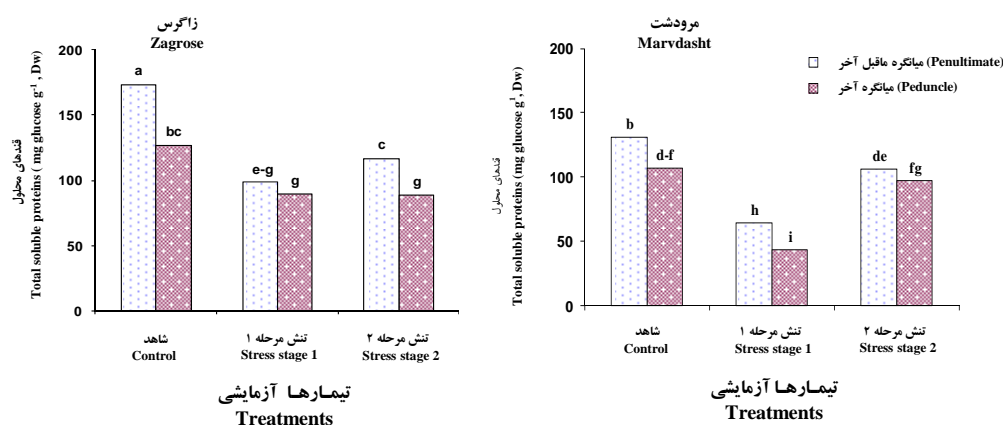 زاگرس
Zagrose
قندهای محلول
Total soluble proteins ( mg glucose g-1 , Dw)
200
150
100
50
0
a
bc
e-g
g
c
g
شاهد
Control
تنش مرحله ۱
Stress stage 1
تنش مرحله ۲
Stress stage 2
تیمـارهـا آزمایشی
Treatments
مرودشت
Marvdasht
میانگره ماقبل آخر (Penultimate)
میانگره آخر (Peduncle)
قندهای محلول
Total soluble proteins (mg glucose g1, Dw)
200
150
100
50
0
b
d-f
h
i
de
fg
شاهد
Control
تنش مرحله ۱
Stress stage 1
تنش مرحله ۲
Stress stage 2
تیمـارهـا آزمایشی
Treatments